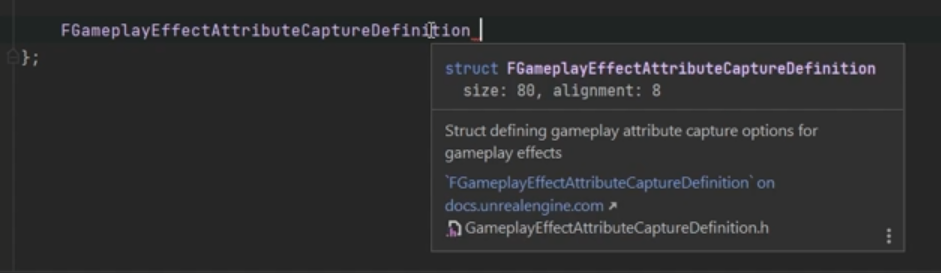 FGameplayEffectAttributeCaptureDefinition
};
struct FGameplayEffectAttributeCaptureDefinition
size: 80, alignment: 8
Struct defining gameplay attribute capture options for
gameplay effects
`FGameplayEffectAttributeCaptureDefinition` on
docs.unrealengine.com ↗
GameplayEffectAttributeCaptureDefinition.h